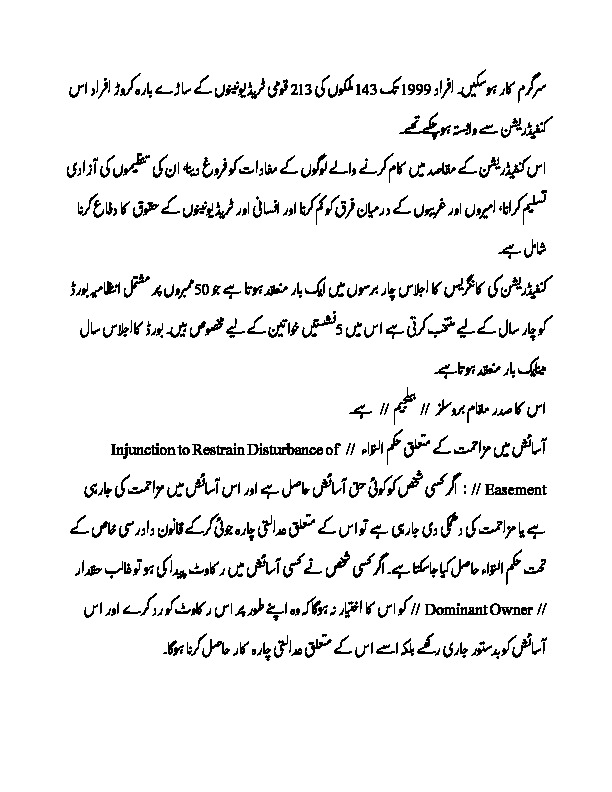 سرگرم کار ہو سکیں۔ افراد 1999 تک 143 ملکوں کی 213 قومی ٹریڈ یونینوں کے ساڑے بارہ کروڑ افراد اس
کنفیڈریشن سے وابستہ ہو چکے تھے۔
اس کنفیڈریشن کے مقاصد میں کام کرنے والے لوگوں کے مفادات کو فروغ دینا ان کی تنظیموں کی آزادی
تسلیم کرانا، امیروں اور غریبوں کے درمیان فرق کو کم کرنا اور انسانی اور ٹریڈ یونینوں کے حقوق کا دفاع کرنا
شامل ہے۔
کنفیڈریشن کی کانگریس کا اجلاس چار برسوں میں ایک بار منعقد ہوتا ہے جو 50 ممبروں پر مشتمل انتظامیہ بورڈ
کو چار سال کے لیے منتخب کرتی ہے اس میں 5 نشستیں خواتین کے لیے مخصوص ہیں۔ بورڈ کا اجلاس سال
میںایک بار منعقد ہوتا ہے۔
اس کا صدر مقام بروسلز // بیلجیم // ہے۔
آسائش میں مزاحمت کے متعلق حکم التواء // Injunction to Restrain Disturbance of
Easement // : اگر کسی شخص کو کوئی حق آسائش حاصل ہے اور اس آسائش میں مزاحمت کی جا رہی
ہے یا مزاحمت کی دھمکی دی جا رہی ہے تو اس کے متعلق عدالتی چارہ جوئی کر کے قانون دادرسی خاص کے
تحت حکم التواء حاصل کیا جا سکتا ہے۔ اگر کسی شخص نے کسی آسائش میں رکاوٹ پیدا کی ہو تو غالب حقدار
// Dominant Owner // کو اس کا اختیار نہ ہو گا کہ وہ اپنے طور پر اس رکاوٹ کو رد کرے اور اس
آسائش کو بدستور جاری رکھے بلکہ اسے اس کے متعلق عدالتی چارہ کار حاصل کرنا ہو گا۔